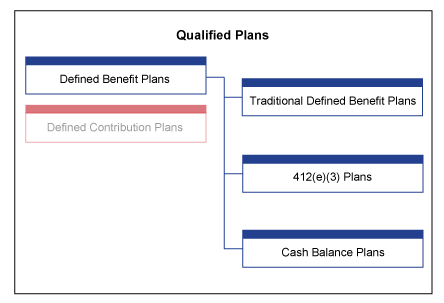 Qualified Plans
Defined Benefit Plans
Defined Contribution Plans
Traditional Defined Benefit Plans
412(e)(3) Plans
Cash Balance Plans